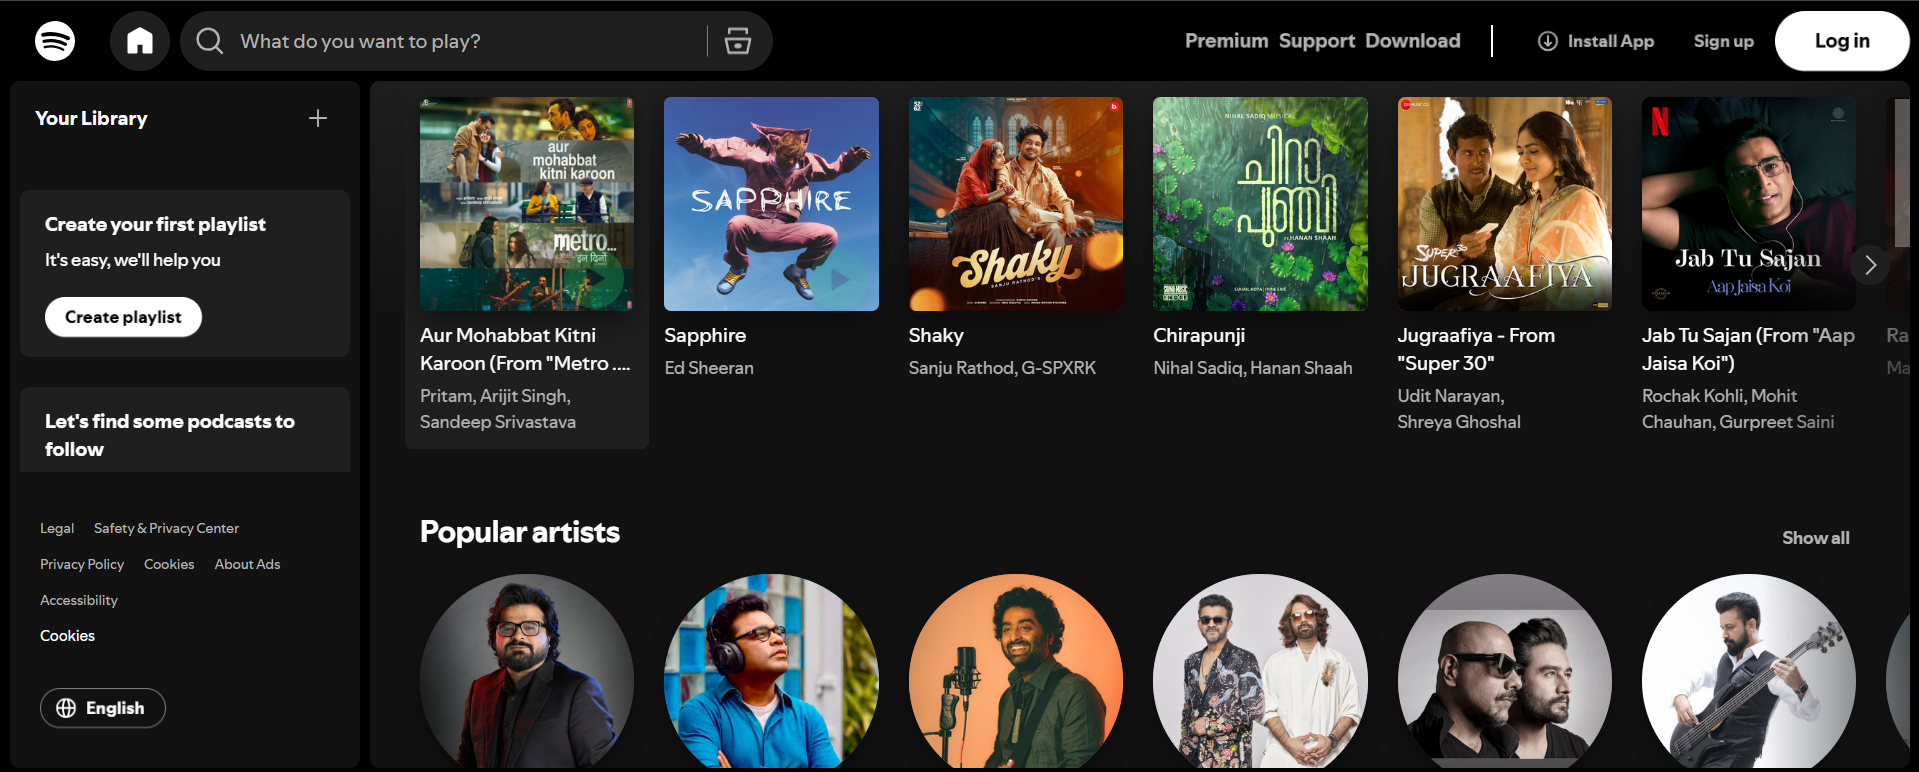 What do you want to play?
Premium Support Download
Install App
Sign up
Log in
Your Library
Create your first playlist
It's easy, we'll help you
Create playlist
Let's find some podcasts to
follow
Legal Safety & Privacy Center
Privacy Policy Cookies About Ads
Accessibility
Cookies
English
aur
mohabbat
kitni karoon
metro...
इन दिनों
Aur Mohabbat Kitni
Karoon (From "Metro ....
Pritam, Arijit Singh,
Sandeep Srivastava
SAPPHIRE
Sapphire
Ed Sheeran
Shaky
SANJU RATHOD'S
Shaky
Sanju Rathod, G-SPXRK
NIHAL SADIQ MUSICAL
ചിറാ
പുഞ്ചി
FT.HANAN SHAAH
Chirapunji
Nihal Sadiq, Hanan Shaah
SUPER 30
JUGRAAFIYA
Jugraafiya - From
"Super 30"
Udit Narayan,
Shreya Ghoshal
N
Jab Tu Sajan
Aap Jaisa Koi
Jab Tu Sajan (From "Aap
Jaisa Koi")
Rochak Kohli, Mohit
Chauhan, Gurpreet Saini
Ra
Ma
Popular artists
Show all